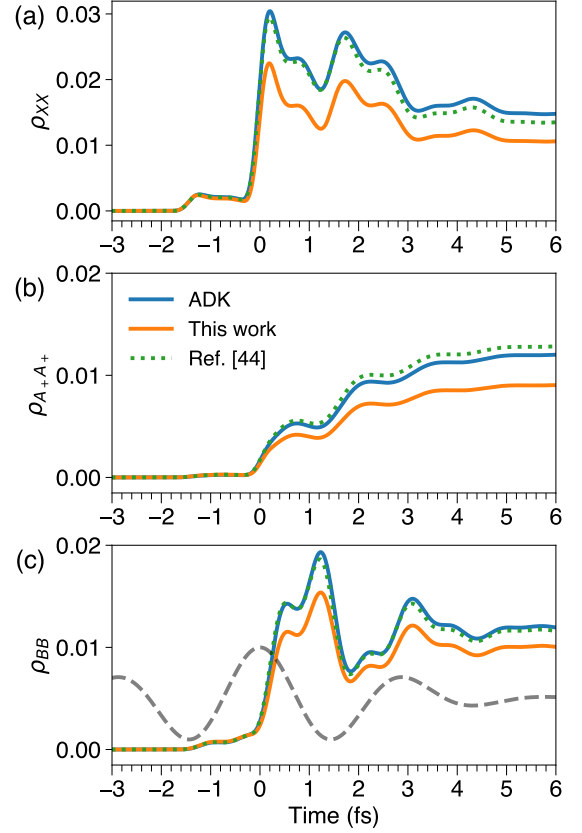 (a)
0.03
0.02
0.01
0.00
ρXX
−3 −2 −1 0 1 2 3 4 5 6
(b)
0.02
0.01
0.00
ρA+A+
ADK
This work
Ref. [44]
−3 −2 −1 0 1 2 3 4 5 6
(c)
0.02
0.01
0.00
ρBB
−3 −2 −1 0 1 2 3 4 5 6
Time (fs)